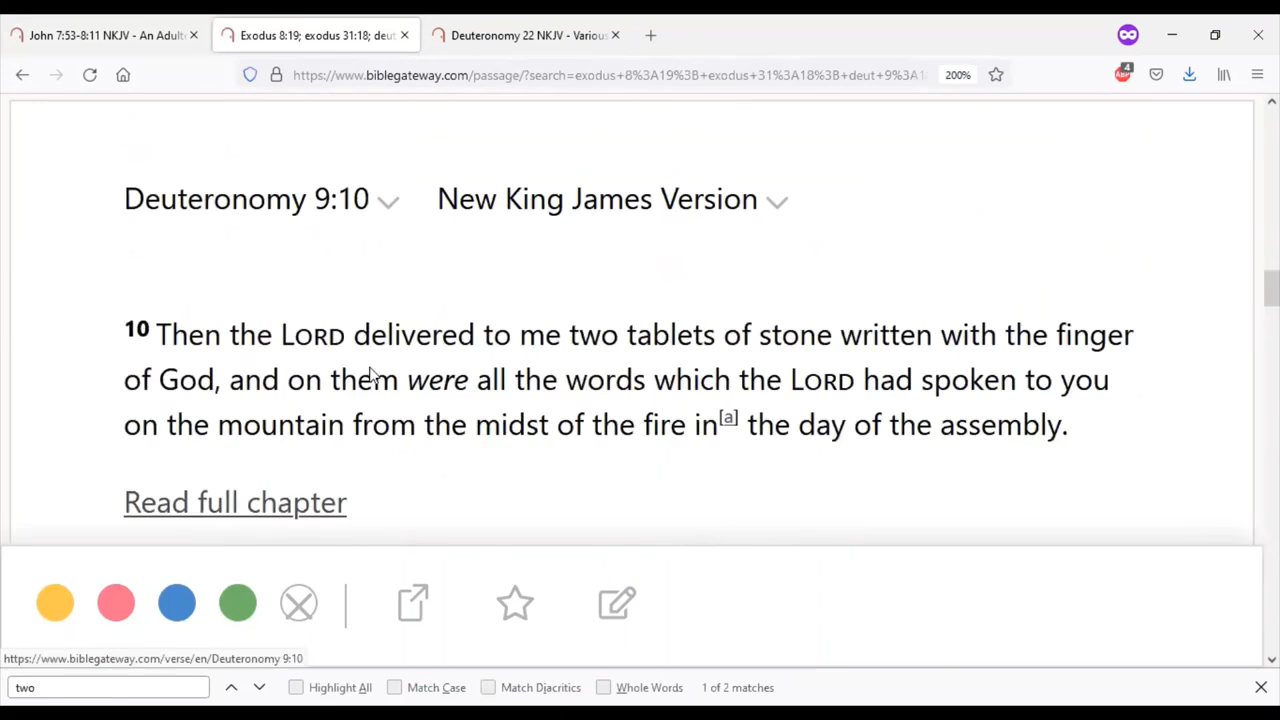 John 7:53-8:11 NKJV - An Adulte
Exodus 8:19; exodus 31:18; deut
Deuteronomy 22 NKJV - Various
https://www.biblegateway.com/passage/?search=exodus+8%3A19%3B+exodus+31%3A18%3B+deut+9%3A1
200%
4
Deuteronomy 9:10
New King James Version
10 Then the LORD delivered to me two tablets of stone written with the finger
of God, and on them were all the words which the LORD had spoken to you
on the mountain from the midst of the fire in[a] the day of the assembly.
Read full chapter
https://www.biblegateway.com/verse/en/Deuteronomy 9:10
two
Highlight All
Match Case
Match Diacritics
Whole Words
1 of 2 matches